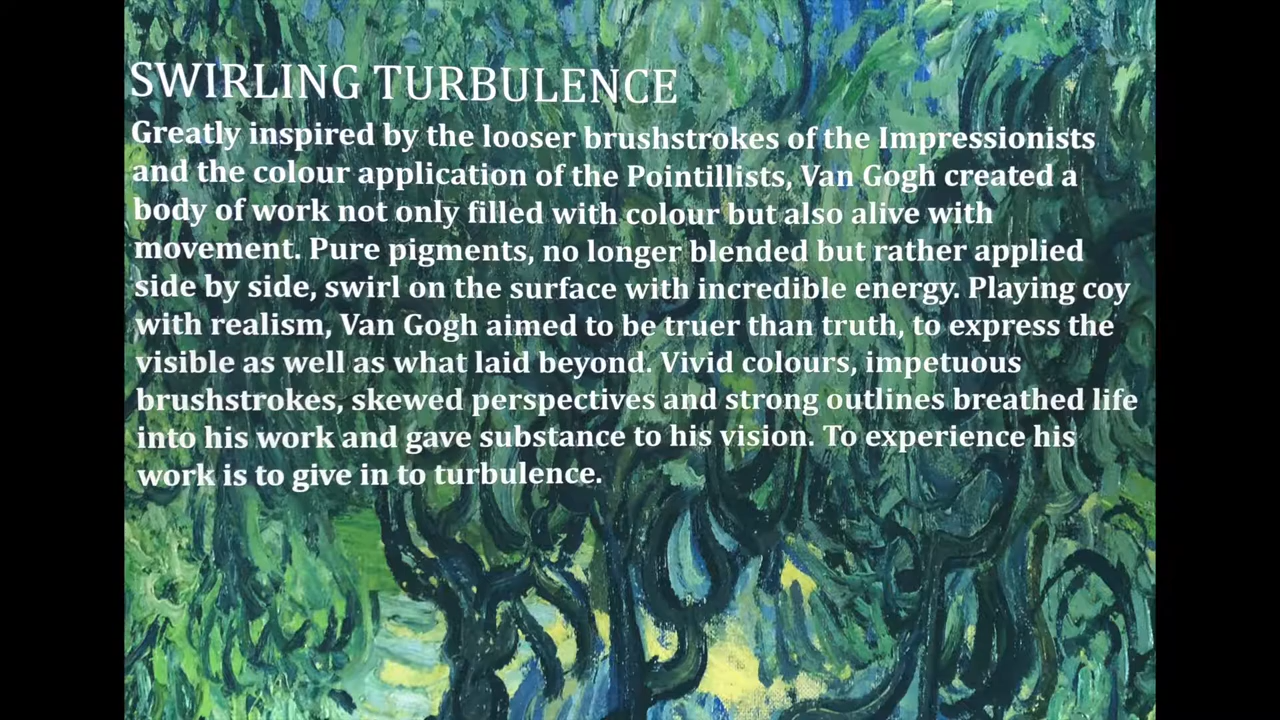 SWIRLING TURBULENCE
Greatly inspired by the looser brushstrokes of the Impressionists
and the colour application of the Pointillists, Van Gogh created a
body of work not only filled with colour but also alive with
movement. Pure pigments, no longer blended but rather applied
side by side, swirl on the surface with incredible energy. Playing coy
with realism, Van Gogh aimed to be truer than truth, to express the
visible as well as what laid beyond. Vivid colours, impetuous
brushstrokes, skewed perspectives and strong outlines breathed life
into his work and gave substance to his vision. To experience his
work is to give in to turbulence.